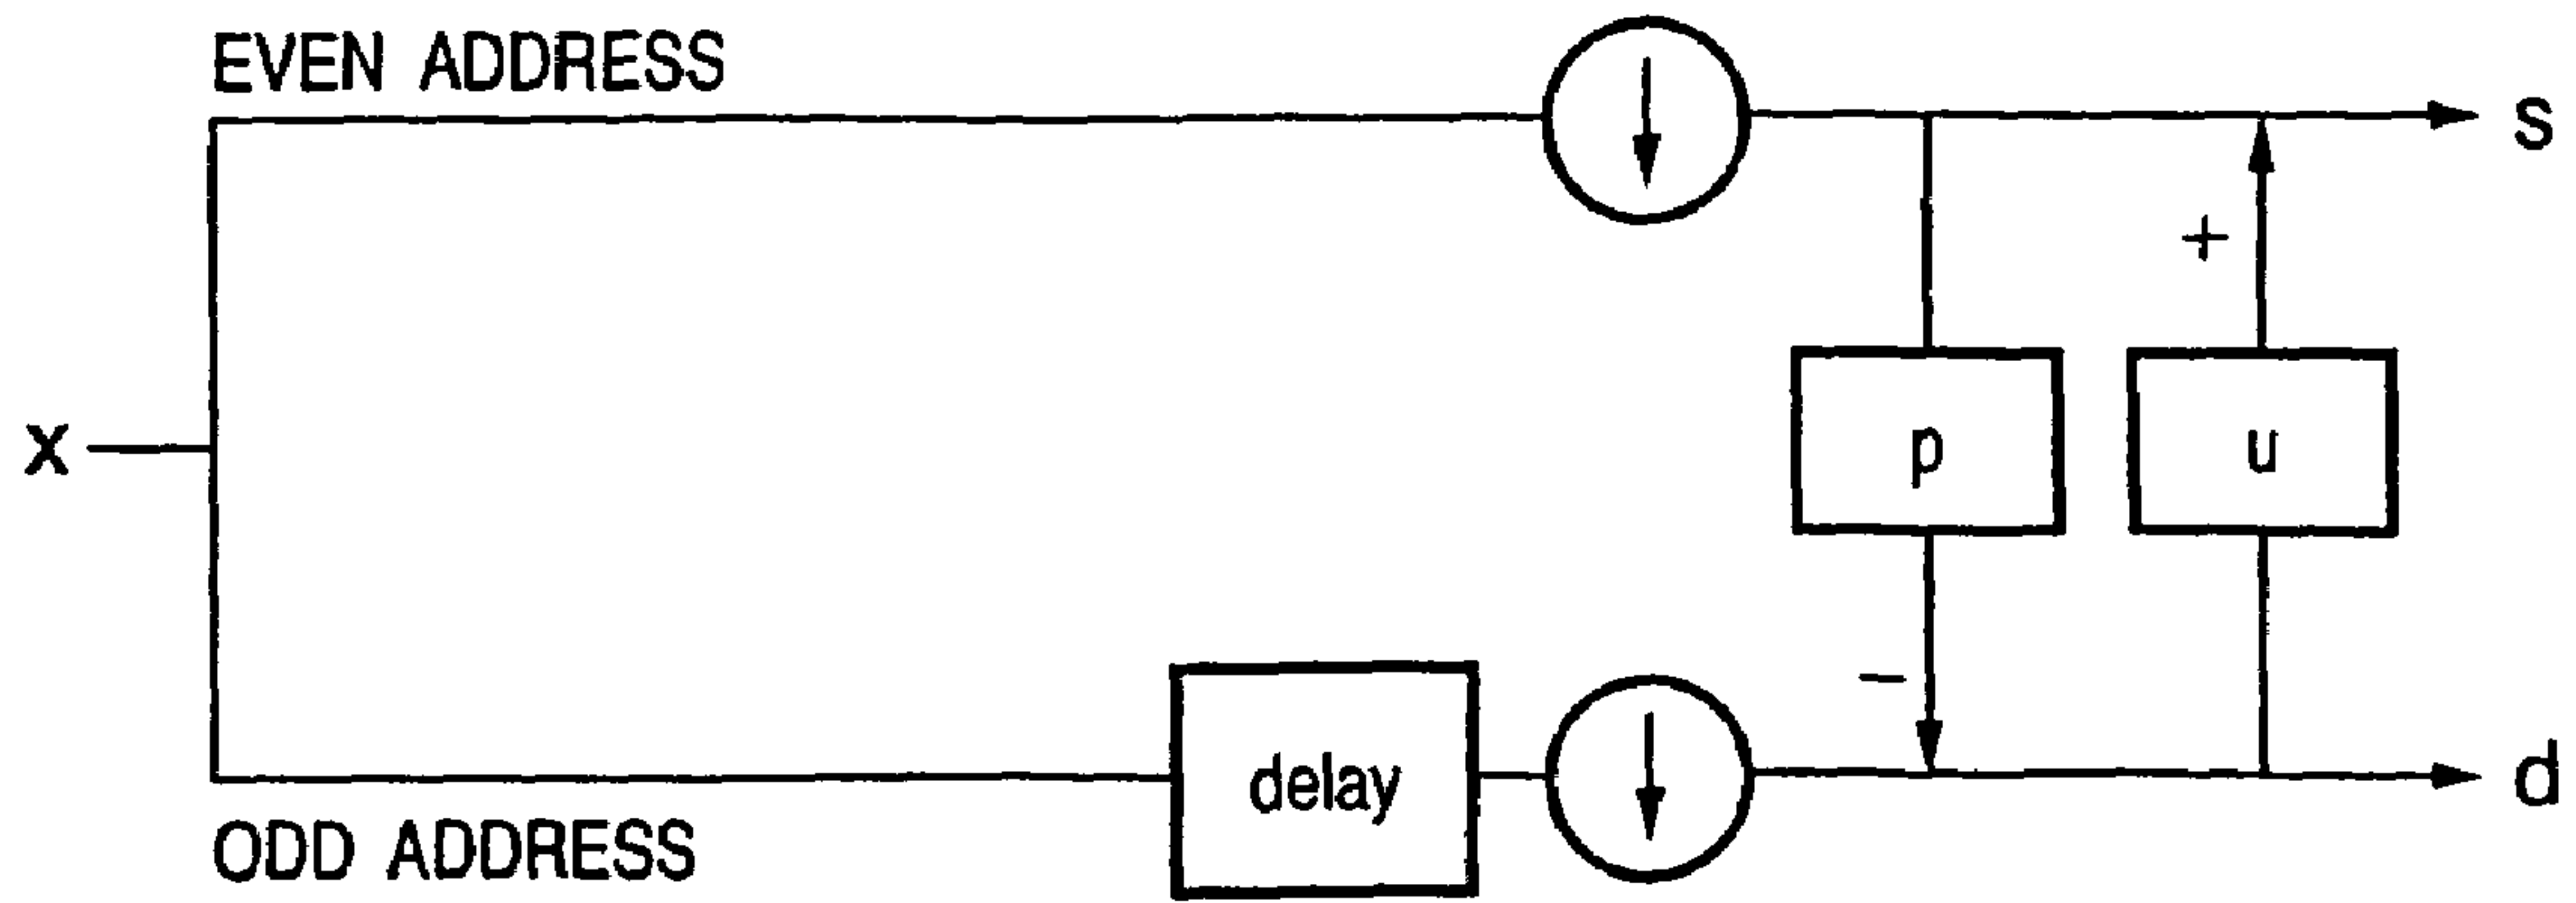 EVEN ADDRESS
s
+
x
p
u
−
delay
d
ODD ADDRESS